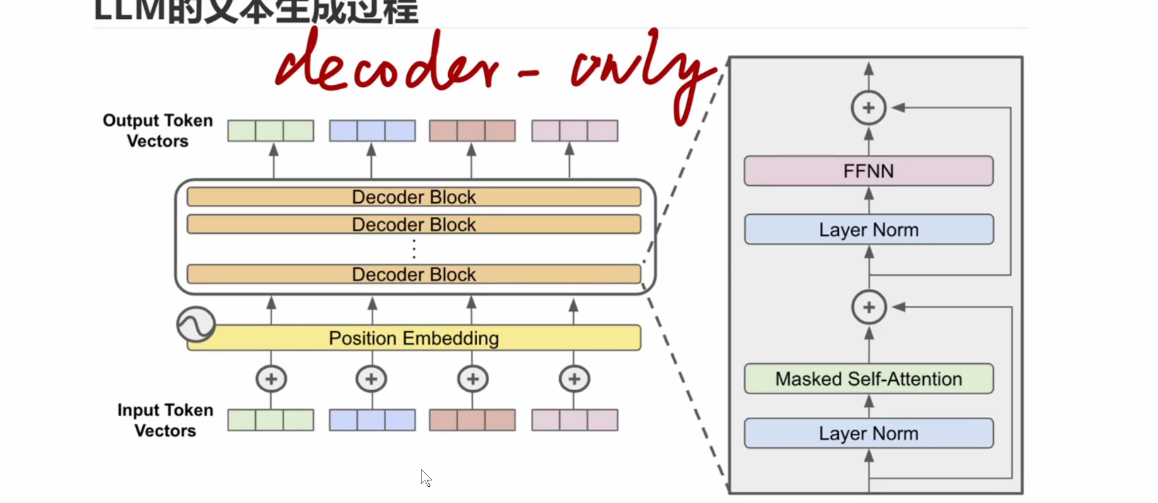 LLM的文本生成过程
decoder - only
Output Token
Vectors
Decoder Block
Decoder Block
Decoder Block
Position Embedding
Input Token
Vectors
FFNN
Layer Norm
Masked Self-Attention
Layer Norm